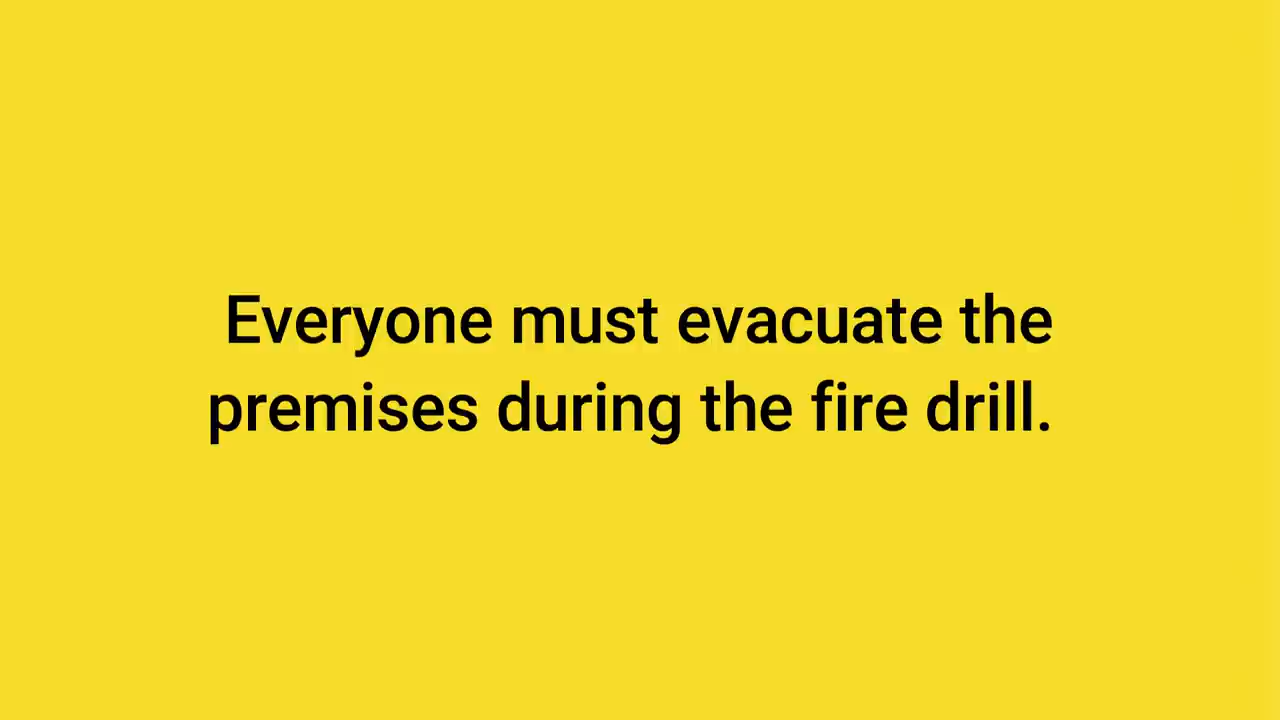 Everyone must evacuate the
premises during the fire drill.